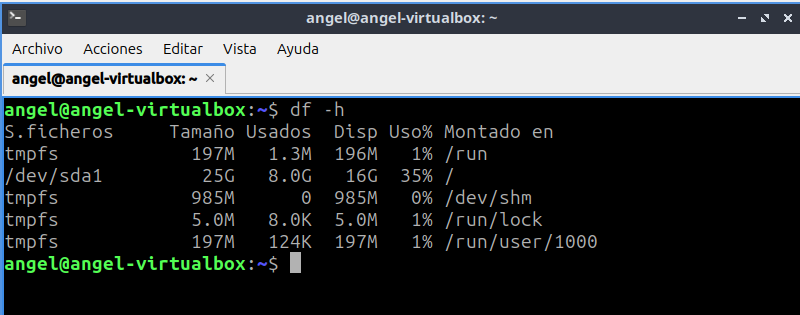 angel@angel-virtualbox: ~
Archivo Acciones Editar Vista Ayuda
angel@angel-virtualbox: ~ ×
angel@angel-virtualbox:~$ df -h
S.ficheros     Tamaño Usados  Disp Uso% Montado en
tmpfs            197M   1.3M  196M   1% /run
/dev/sda1         25G   8.0G   16G  35% /
tmpfs            985M      0  985M   0% /dev/shm
tmpfs            5.0M   8.0K  5.0M   1% /run/lock
tmpfs            197M   124K  197M   1% /run/user/1000
angel@angel-virtualbox:~$